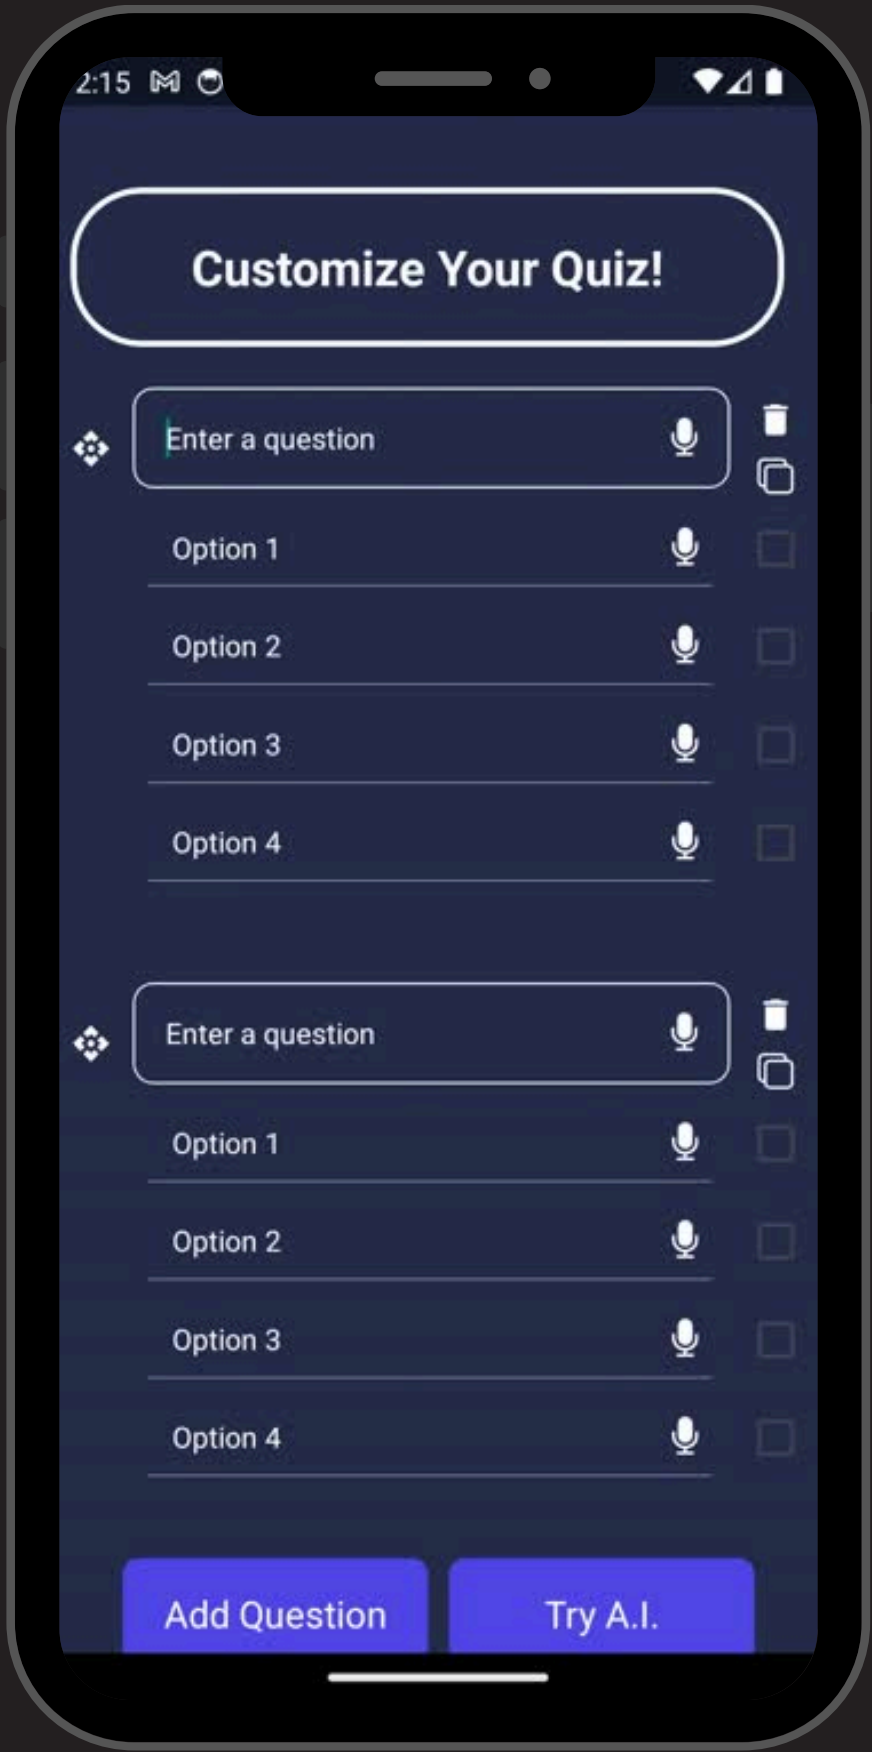 2:15
Customize Your Quiz!
Enter a question
Option 1
Option 2
Option 3
Option 4
Enter a question
Option 1
Option 2
Option 3
Option 4
Add Question
Try A.I.